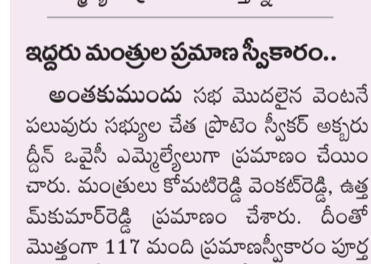 ఇద్దరు మంత్రుల ప్రమాణ స్వీకారం..
అంతకుముందు సభ మొదలైన వెంటనే
పలువురు సభ్యుల చేత ప్రొటెం స్పీకర్ అక్బరు
ద్దీన్ ఒవైసీ ఎమ్మెల్యేలుగా ప్రమాణం చేయిం
చారు. మంత్రులు కోమటిరెడ్డి వెంకట్‌రెడ్డి, ఉత్త
మ్‌కుమార్‌రెడ్డి ప్రమాణం చేశారు. దీంతో
మొత్తంగా 117 మంది ప్రమాణస్వీకారం పూర్త